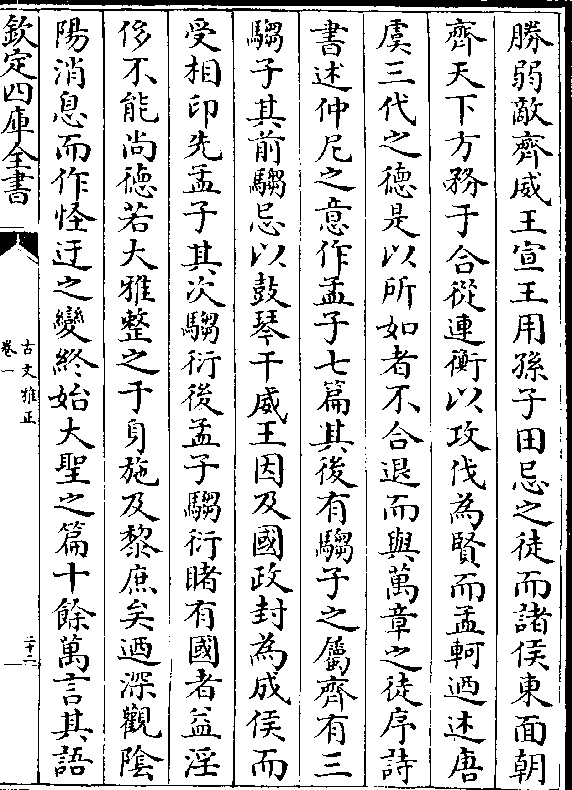 勝弱敵齊威王宣王用孫子田忌之徒而諸侯東面朝
齊天下方務于合從連衡以攻伐為賢而孟軻迺述唐
虞三代之德是以所如者不合退而與萬章之徒序詩
書述仲尼之意作孟子七篇其後有騶子之屬齊有三
騶子其前騶忌以鼓琴干威王因及國政封為成侯而
受相印先孟子其次騶衍後孟子騶衍睹有國者益淫
侈不能尚德若大雅整之于身施及黎庶矣迺深觀陰
陽消息而作怪迂之變終始大聖之篇十餘萬言其語
欽定四庫全書
古文雅正
卷一
二十二